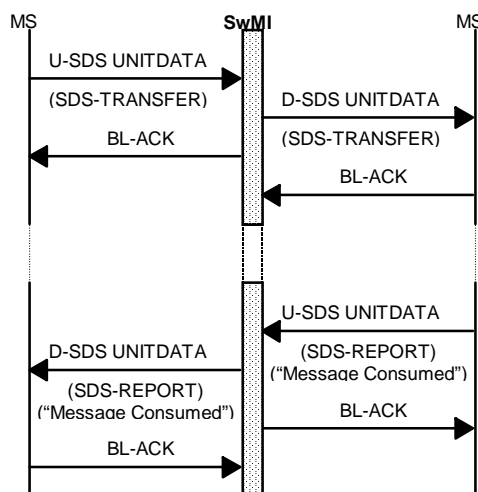 MS SwMI MS
U-SDS UNITDATA
(SDS-TRANSFER)
D-SDS UNITDATA
(SDS-TRANSFER)
BL-ACK
BL-ACK
U-SDS UNITDATA
(SDS-REPORT)
(“Message Consumed”)
D-SDS UNITDATA
(SDS-REPORT)
(“Message Consumed”)
BL-ACK
BL-ACK